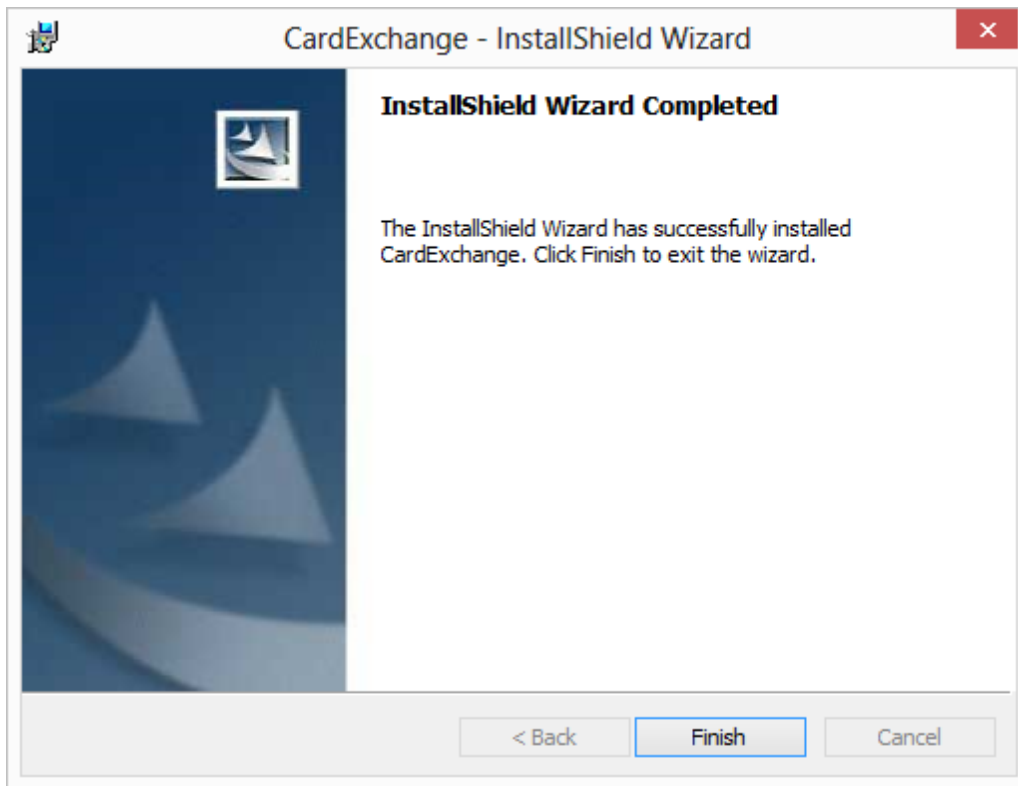 CardExchange - InstallShield Wizard
InstallShield Wizard Completed
The InstallShield Wizard has successfully installed
CardExchange. Click Finish to exit the wizard.
< Back
Finish
Cancel